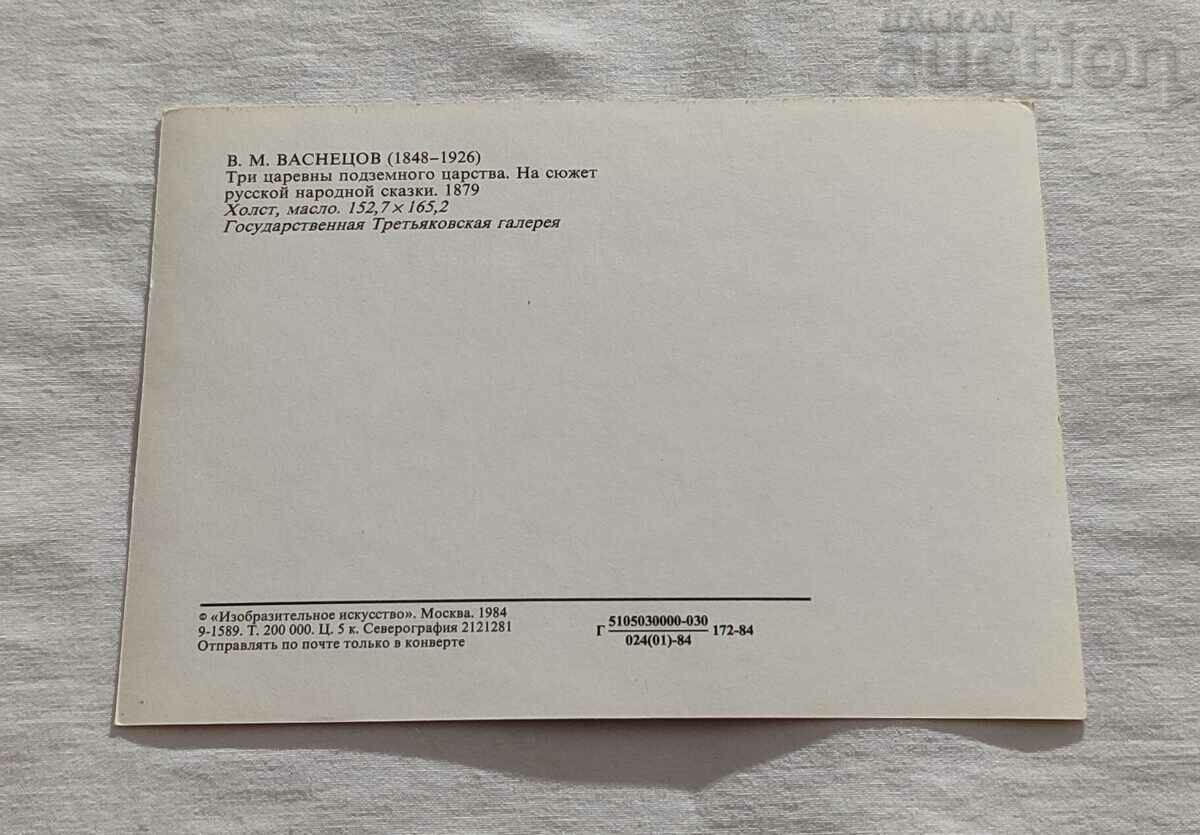 BALKAN
auction
В. М. ВАСНЕЦОВ (1848–1926)
Три царевны подземного царства. На сюжет
русской народной сказки. 1879
Холст, масло. 152,7 × 165,2
Государственная Третьяковская галерея
© «Изобразительное искусство». Москва. 1984
9-1589. Т. 200 000. Ц. 5 к. Северография 2121281
Отправлять по почте только в конверте
Г 5105030000-030 172-84
024(01)-84